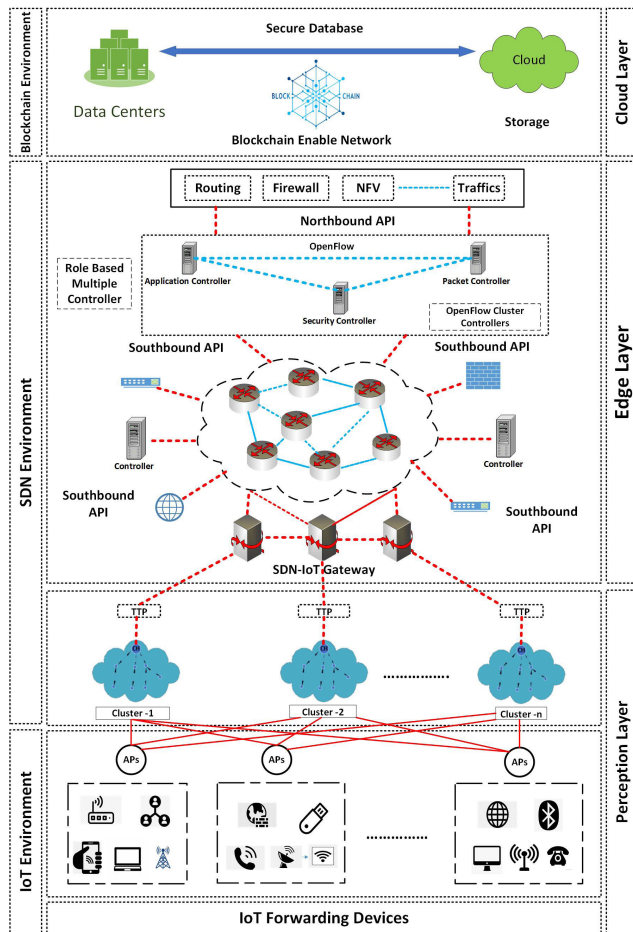 Blockchain Environment
Secure Database
Data Centers
BLOCK CHAIN
Cloud
Storage
Blockchain Enable Network
Cloud Layer
SDN Environment
Routing
Firewall
NFV
Traffics
Northbound API
OpenFlow
Role Based
Multiple
Controller
Application Controller
Packet Controller
Security Controller
OpenFlow Cluster
Controllers
Edge Layer
Southbound API
Southbound API
Controller
Controller
Southbound
API
Southbound
API
SDN-IoT Gateway
TTP
TTP
TTP
CH
CH
CH
Cluster -1
Cluster -2
Cluster -n
Perception Layer
IoT Environment
APs
APs
APs
IoT Forwarding Devices